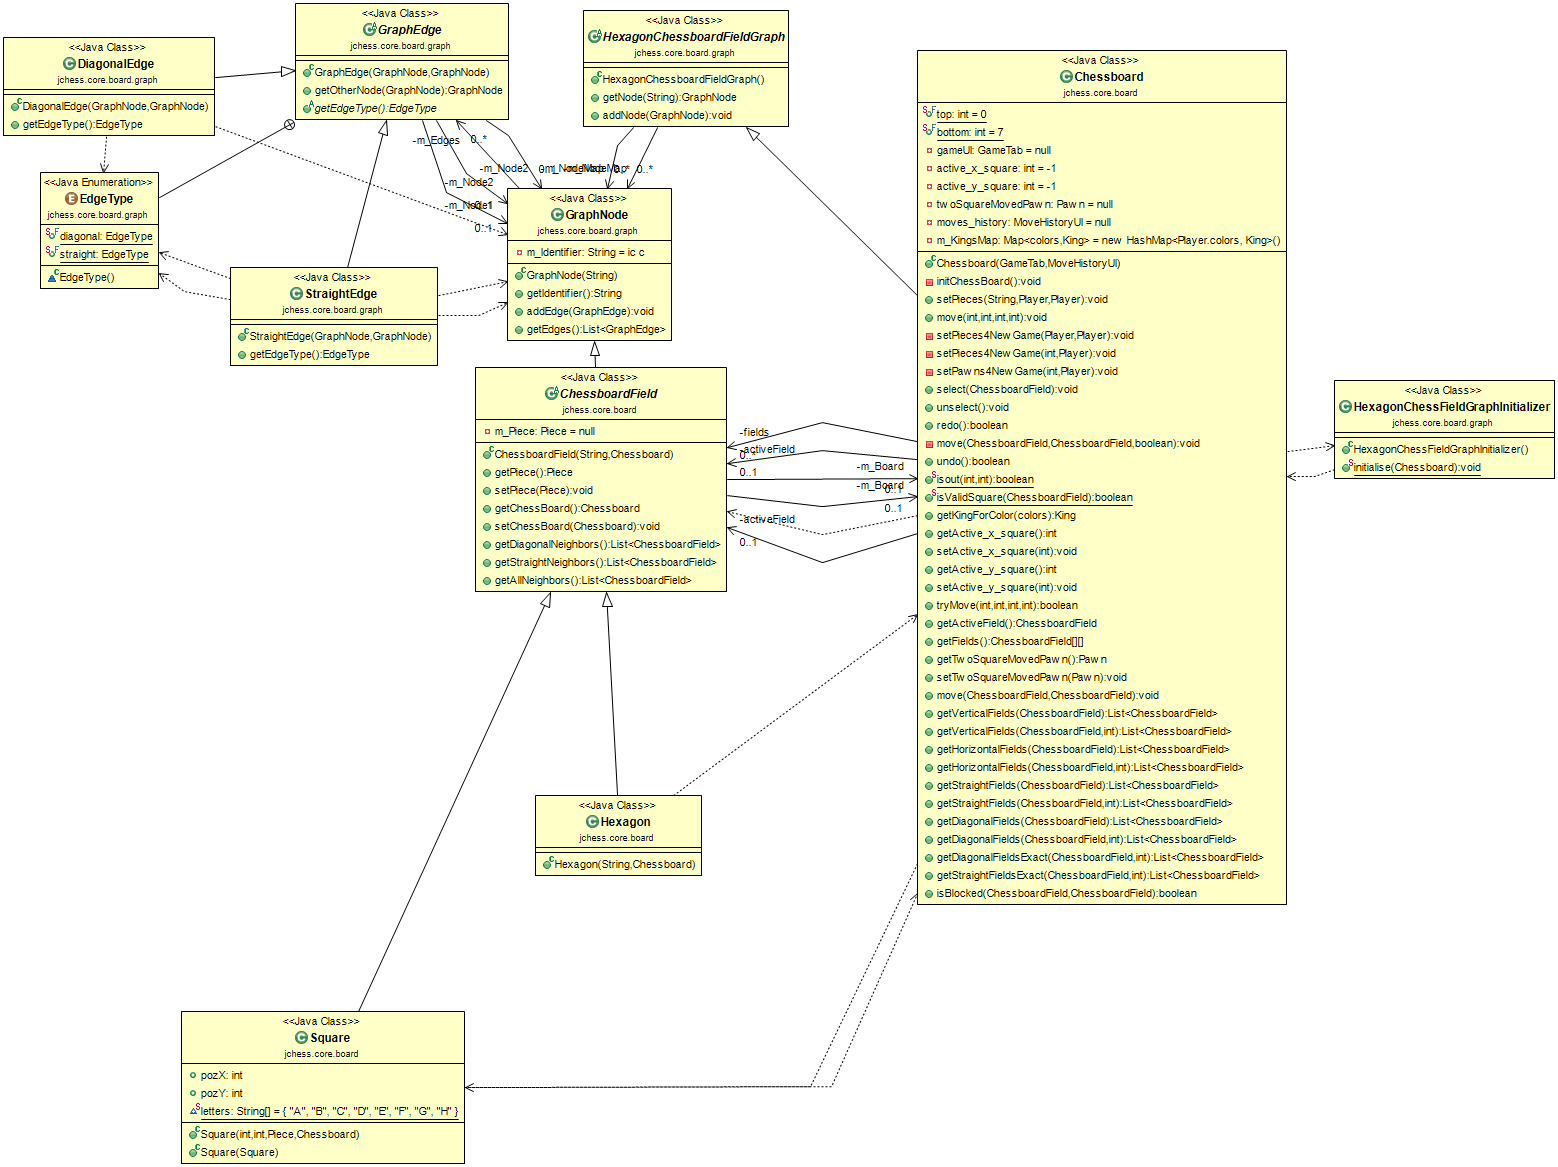 <<Java Class>>
DiagonalEdge
jchess.core.board.graph
DiagonalEdge(GraphNode,GraphNode)
getEdgeType():EdgeType
<<Java Class>>
GraphEdge
jchess.core.board.graph
GraphEdge(GraphNode,GraphNode)
getOtherNode(GraphNode):GraphNode
getEdgeType():EdgeType
<<Java Class>>
HexagonChessboardFieldGraph
jchess.core.board.graph
HexagonChessboardFieldGraph()
getNode(String):GraphNode
addNode(GraphNode):void
<<Java Enumeration>>
EdgeType
jchess.core.board.graph
diagonal: EdgeType
straight: EdgeType
EdgeType()
-m_Edges
0..*
-m_Node2
-m_Node2
-m_Node1
0..1
0..1
0..1
-m_NodeMap
0..*
0..*
<<Java Class>>
GraphNode
jchess.core.board.graph
m_Identifier: String = ic c
GraphNode(String)
getIdentifier():String
addEdge(GraphEdge):void
getEdges():List<GraphEdge>
<<Java Class>>
StraightEdge
jchess.core.board.graph
StraightEdge(GraphNode,GraphNode)
getEdgeType():EdgeType
<<Java Class>>
ChessboardField
jchess.core.board
m_Piece: Piece = null
ChessboardField(String,Chessboard)
getPiece():Piece
setPiece(Piece):void
getChessBoard():Chessboard
setChessBoard(Chessboard):void
getDiagonalNeighbors():List<ChessboardField>
getStraightNeighbors():List<ChessboardField>
getAllNeighbors():List<ChessboardField>
-fields
0..*
-activeField
0..1
-m_Board
0..1
-m_Board
0..1
-activeField
0..1
<<Java Class>>
Chessboard
jchess.core.board
top: int = 0
bottom: int = 7
gameUI: GameTab = null
active_x_square: int = -1
active_y_square: int = -1
twoSquareMovedPawn: Pawn = null
moves_history: MoveHistoryUI = null
m_KingsMap: Map<colors,King> = new HashMap<Player.colors, King>()
Chessboard(GameTab,MoveHistoryUI)
initChessBoard():void
setPieces(String,Player,Player):void
move(int,int,int,int):void
setPieces4NewGame(Player,Player):void
setPieces4NewGame(int,Player):void
setPawns4NewGame(int,Player):void
select(ChessboardField):void
unselect():void
redo():boolean
move(ChessboardField,ChessboardField,boolean):void
undo():boolean
isout(int,int):boolean
isValidSquare(ChessboardField):boolean
getKingForColor(colors):King
getActive_x_square():int
setActive_x_square(int):void
getActive_y_square():int
setActive_y_square(int):void
tryMove(int,int,int,int):boolean
getActiveField():ChessboardField
getFields():ChessboardField[][]
getTwoSquareMovedPawn():Pawn
setTwoSquareMovedPawn(Pawn):void
move(ChessboardField,ChessboardField):void
getVerticalFields(ChessboardField):List<ChessboardField>
getVerticalFields(ChessboardField,int):List<ChessboardField>
getHorizontalFields(ChessboardField):List<ChessboardField>
getHorizontalFields(ChessboardField,int):List<ChessboardField>
getStraightFields(ChessboardField):List<ChessboardField>
getStraightFields(ChessboardField,int):List<ChessboardField>
getDiagonalFields(ChessboardField):List<ChessboardField>
getDiagonalFields(ChessboardField,int):List<ChessboardField>
getDiagonalFieldsExact(ChessboardField,int):List<ChessboardField>
getStraightFieldsExact(ChessboardField,int):List<ChessboardField>
isBlocked(ChessboardField,ChessboardField):boolean
<<Java Class>>
HexagonChessFieldGraphInitializer
jchess.core.board.graph
HexagonChessFieldGraphInitializer()
initialise(Chessboard):void
<<Java Class>>
Hexagon
jchess.core.board
Hexagon(String,Chessboard)
<<Java Class>>
Square
jchess.core.board
pozX: int
pozY: int
letters: String[] = { "A", "B", "C", "D", "E", "F", "G", "H" }
Square(int,int,Piece,Chessboard)
Square(Square)